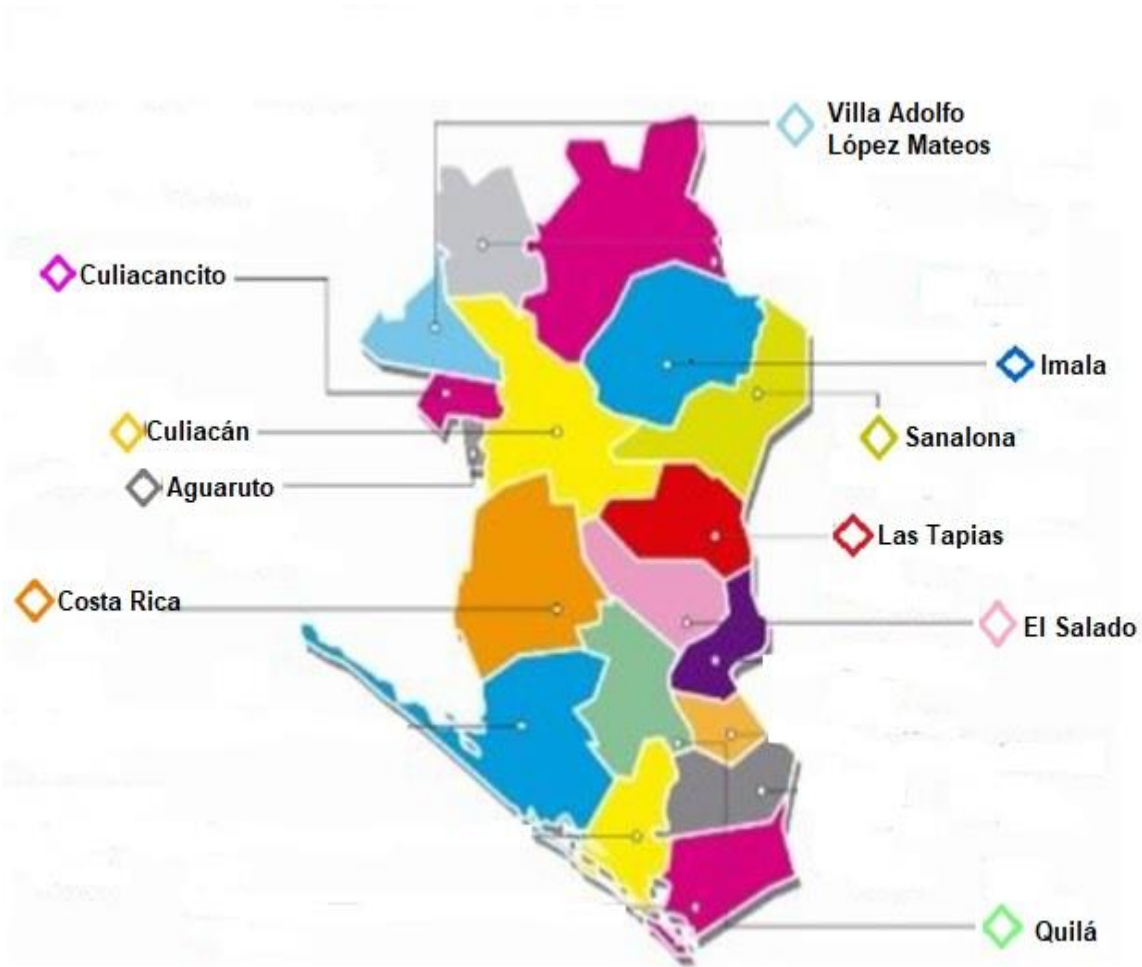 Villa Adolfo
López Mateos
Culiacancito
Imala
Culiacán
Sanalona
Aguaruto
Las Tapias
Costa Rica
El Salado
Quilá